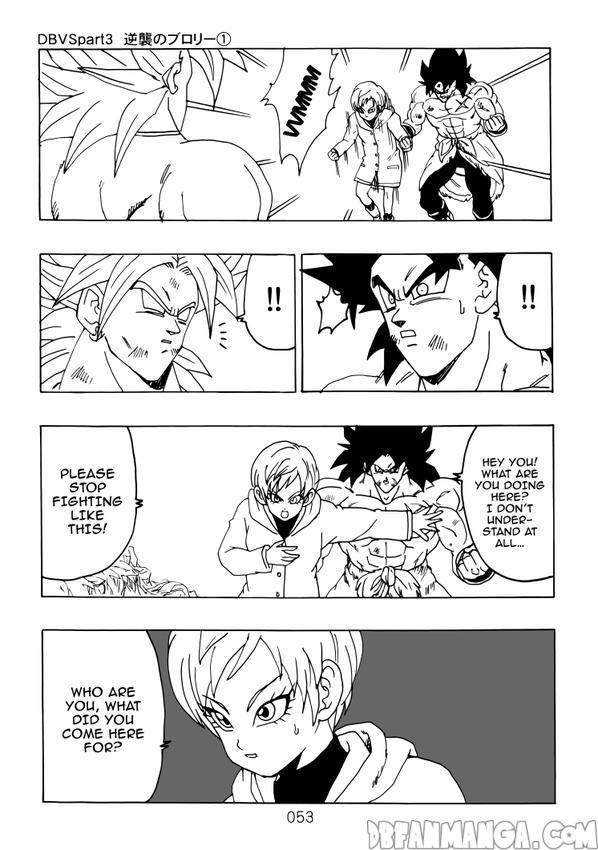 DBVSpart3 逆襲のブロリー①
VVMMM
!!
!!
HEY YOU!
WHAT ARE
YOU DOING
HERE?
I DON'T
UNDER-
STAND AT
ALL...
PLEASE
STOP
FIGHTING
LIKE
THIS!
WHO ARE
YOU, WHAT
DID YOU
COME HERE
FOR?
053
DBFANMANGA.COM